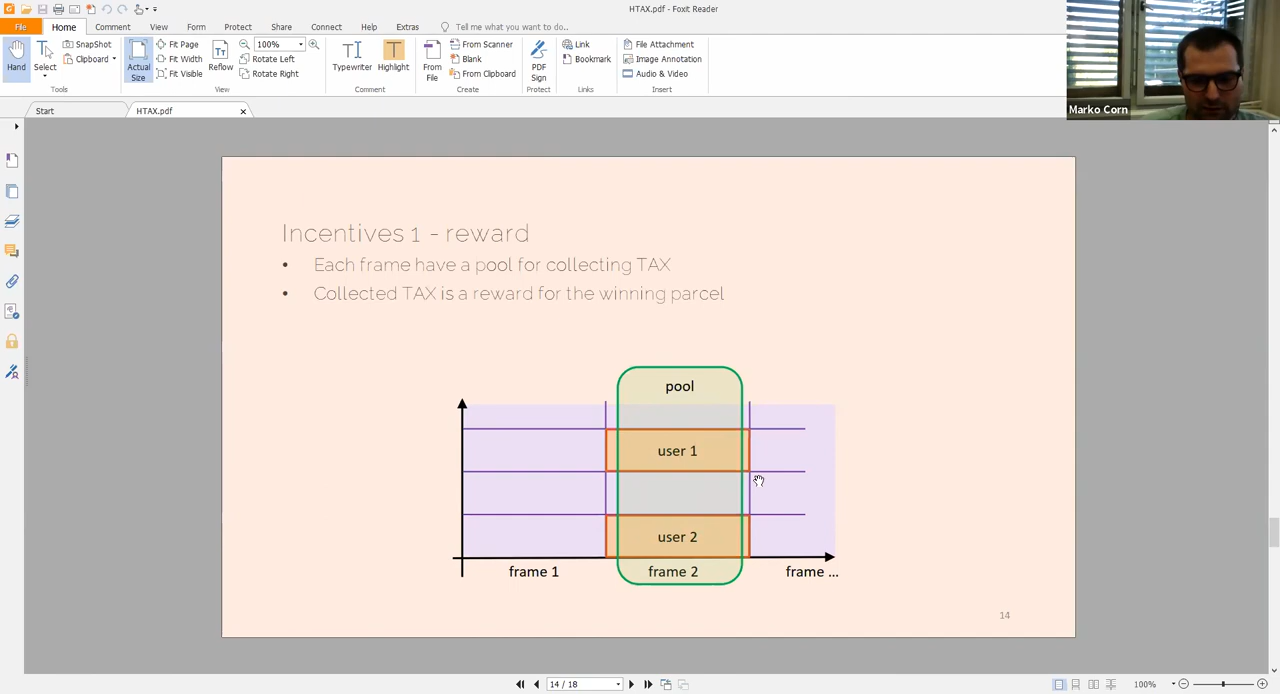 HTAX.pdf - Foxit Reader
File Home Comment View Form Protect Share Connect Help Extras Tell me what you want to do...
Hand
Select
SnapShot
Clipboard
Tools
Actual Size
Fit Page
Fit Width
Fit Visible
Reflow
100%
Rotate Left
Rotate Right
View
Typewriter
Highlight
Comment
From File
From Scanner
Blank
From Clipboard
Create
PDF Sign
Protect
Link
Bookmark
Links
File Attachment
Image Annotation
Audio & Video
Insert
Marko Corn
Start
HTAX.pdf
Incentives 1 - reward
• Each frame have a pool for collecting TAX
• Collected TAX is a reward for the winning parcel
pool
user 1
user 2
frame 1
frame 2
frame ...
14
14 / 18
100%